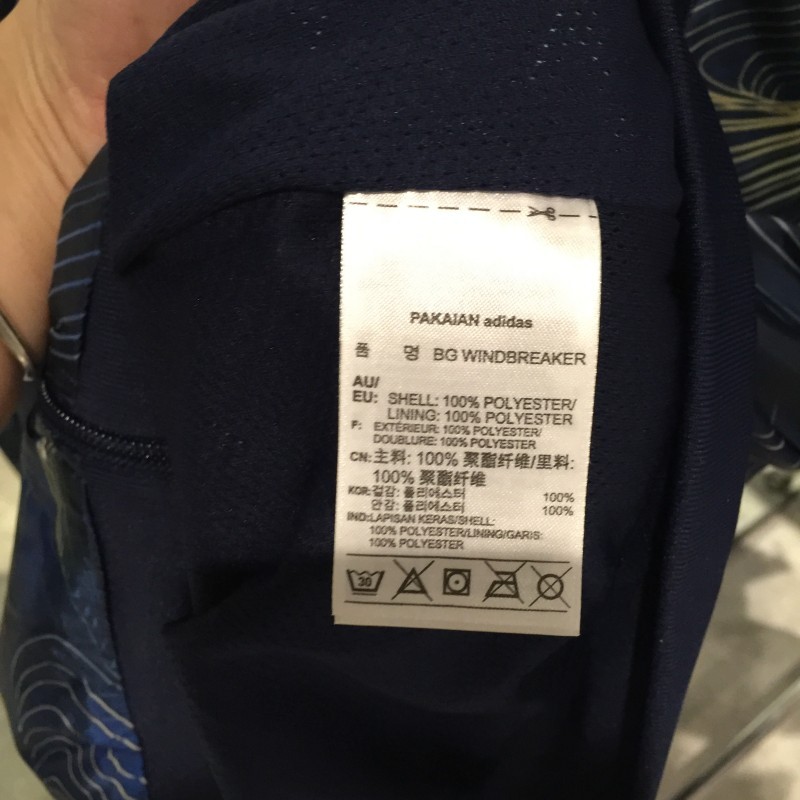 PAKAIAN adidas
품 명 BG WINDBREAKER
AU/
EU: SHELL: 100% POLYESTER/
LINING: 100% POLYESTER
F: EXTÉRIEUR: 100% POLYESTER/
DOUBLURE: 100% POLYESTER
CN: 主料: 100% 聚酯纤维/里料:
100% 聚酯纤维
KOR: 겉감: 폴리에스터 100%
안감: 폴리에스터 100%
IND: LAPISAN KERAS/SHELL:
100% POLYESTER/LINING/GARIS:
100% POLYESTER
30